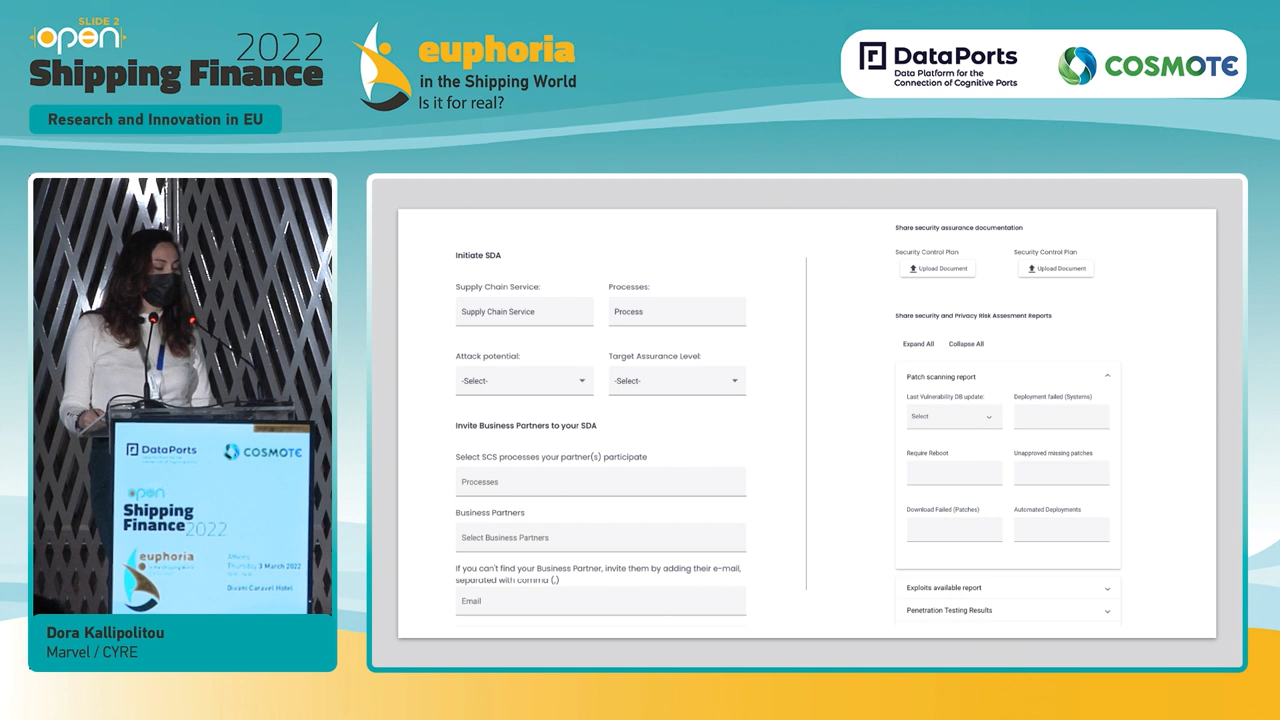 SLIDE 2
open
Shipping Finance
2022
Research and Innovation in EU
euphoria
in the Shipping World
Is it for real?
DataPorts
Data Platform for the
Connection of Cognitive Ports
COSMOTE
DataPorts
COSMOTE
open
Shipping
Finance 2022
euphoria
in the Shipping World
Athens
Thursday 3 March 2022
Divani Caravel Hotel
Dora Kallipolitou
Marvel / CYRE
Initiate SDA
Supply Chain Service:
Processes:
Supply Chain Service
Process
Attack potential:
Target Assurance Level:
-Select-
-Select-
Invite Business Partners to your SDA
Select SCS processes your partner(s) participate
Processes
Business Partners
Select Business Partners
If you can't find your Business Partner, invite them by adding their e-mail,
separated with comma (,)
Email
Share security assurance documentation
Security Control Plan
Security Control Plan
Upload Document
Upload Document
Share security and Privacy Risk Assesment Reports
Expand All
Collapse All
Patch scanning report
Last Vulnerability DB update:
Deployment failed (Systems)
Select
Require Reboot
Unapproved missing patches
Download Failed (Patches)
Automated Deployments
Exploits available report
Penetration Testing Results